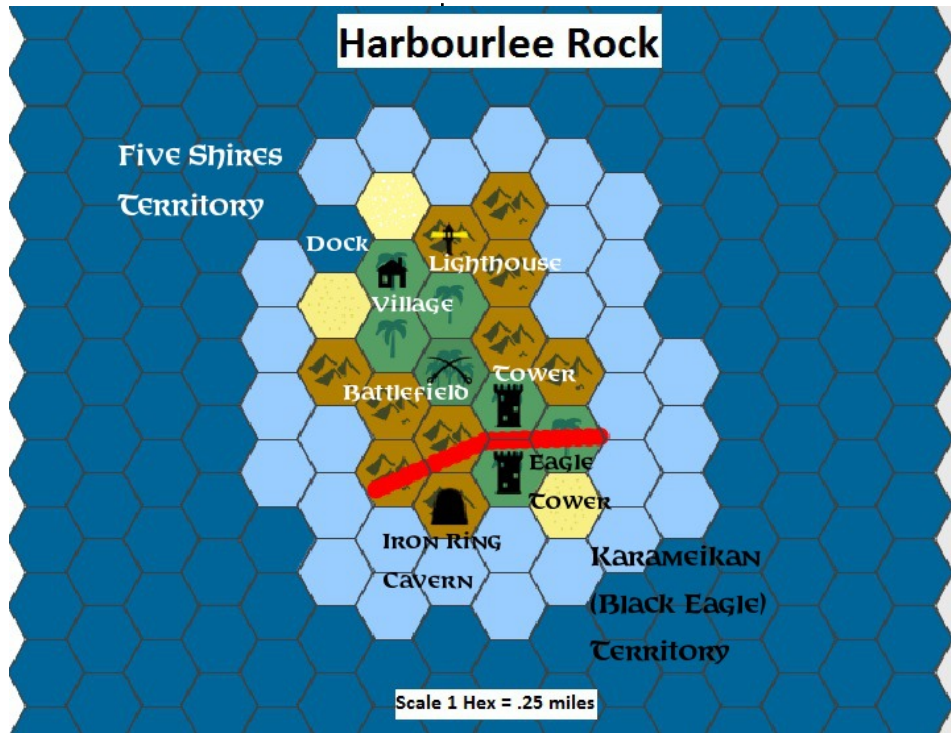 Harbourlee Rock
Five Shires
Territory
Dock
Lighthouse
Village
Tower
Battlefield
Eagle
Tower
Iron Ring
Cavern
Karameikan
(Black Eagle)
Territory
Scale 1 Hex = .25 miles